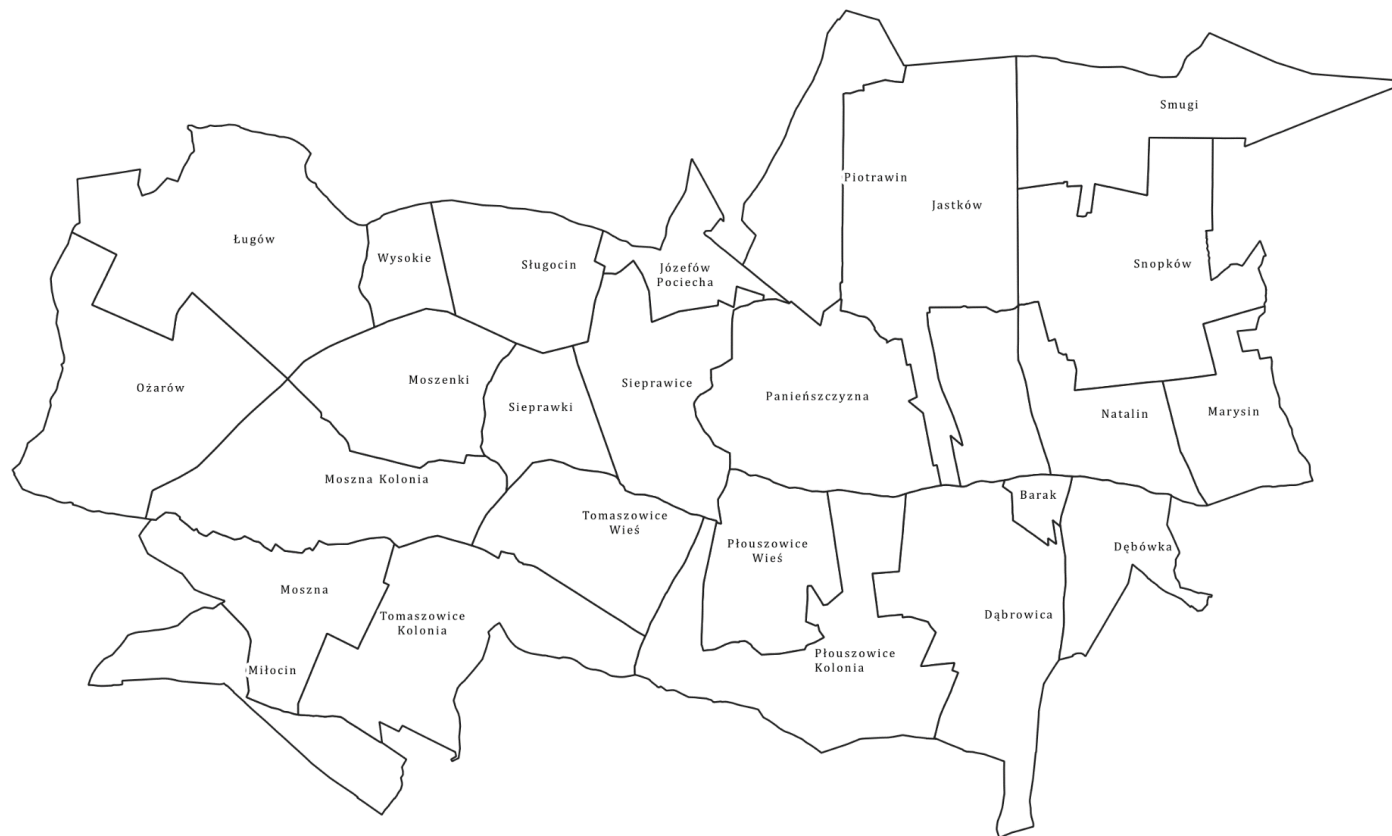 Smugi
Piotrawin
Jastków
Ługów
Wysokie
Sługocin
Józefów
Pociecha
Snopków
Ożarów
Moszenki
Sieprawki
Sieprawice
Panieńszczyzna
Natalin
Marysin
Moszna Kolonia
Tomaszowice
Wieś
Barak
Płouszowice
Wieś
Dębówka
Moszna
Tomaszowice
Kolonia
Dąbrowica
Miłocin
Płouszowice
Kolonia